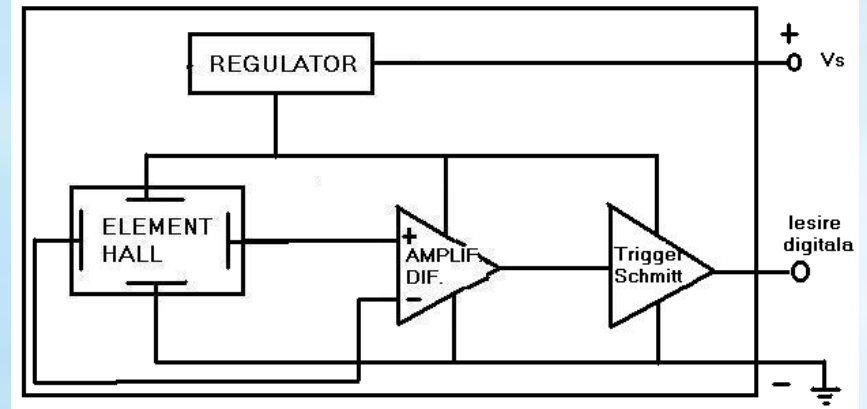 REGULATOR
+
Vs
ELEMENT
HALL
+
AMPLIF.
DIF.
−
Trigger
Schmitt
Iesire
digitala
−